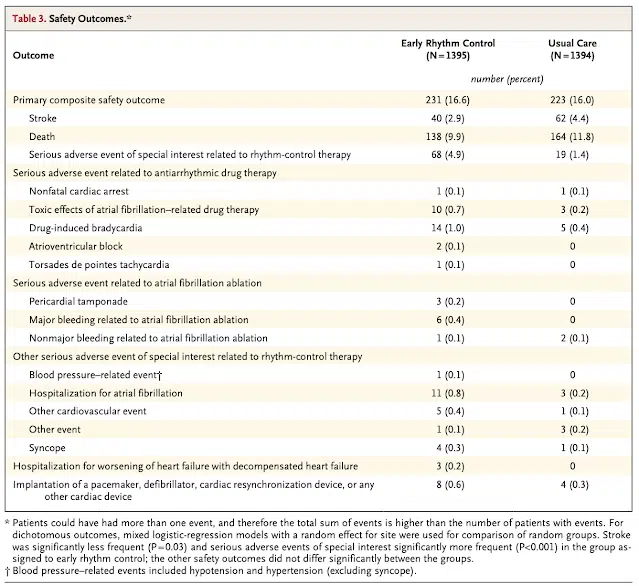 Table 3. Safety Outcomes.*
Outcome Early Rhythm Control (N=1395) Usual Care (N=1394)
number (percent)
Primary composite safety outcome 231 (16.6) 223 (16.0)
Stroke 40 (2.9) 62 (4.4)
Death 138 (9.9) 164 (11.8)
Serious adverse event of special interest related to rhythm-control therapy 68 (4.9) 19 (1.4)
Serious adverse event related to antiarrhythmic drug therapy
Nonfatal cardiac arrest 1 (0.1) 1 (0.1)
Toxic effects of atrial fibrillation–related drug therapy 10 (0.7) 3 (0.2)
Drug-induced bradycardia 14 (1.0) 5 (0.4)
Atrioventricular block 2 (0.1) 0
Torsades de pointes tachycardia 1 (0.1) 0
Serious adverse event related to atrial fibrillation ablation
Pericardial tamponade 3 (0.2) 0
Major bleeding related to atrial fibrillation ablation 6 (0.4) 0
Nonmajor bleeding related to atrial fibrillation ablation 1 (0.1) 2 (0.1)
Other serious adverse event of special interest related to rhythm-control therapy
Blood pressure–related event† 1 (0.1) 0
Hospitalization for atrial fibrillation 11 (0.8) 3 (0.2)
Other cardiovascular event 5 (0.4) 1 (0.1)
Other event 1 (0.1) 3 (0.2)
Syncope 4 (0.3) 1 (0.1)
Hospitalization for worsening of heart failure with decompensated heart failure 3 (0.2) 0
Implantation of a pacemaker, defibrillator, cardiac resynchronization device, or any 8 (0.6) 4 (0.3)
other cardiac device
* Patients could have had more than one event, and therefore the total sum of events is higher than the number of patients with events. For
dichotomous outcomes, mixed logistic-regression models with a random effect for site were used for comparison of random groups. Stroke
was significantly less frequent (P=0.03) and serious adverse events of special interest significantly more frequent (P<0.001) in the group as-
signed to early rhythm control; the other safety outcomes did not differ significantly between the groups.
† Blood pressure–related events included hypotension and hypertension (excluding syncope).